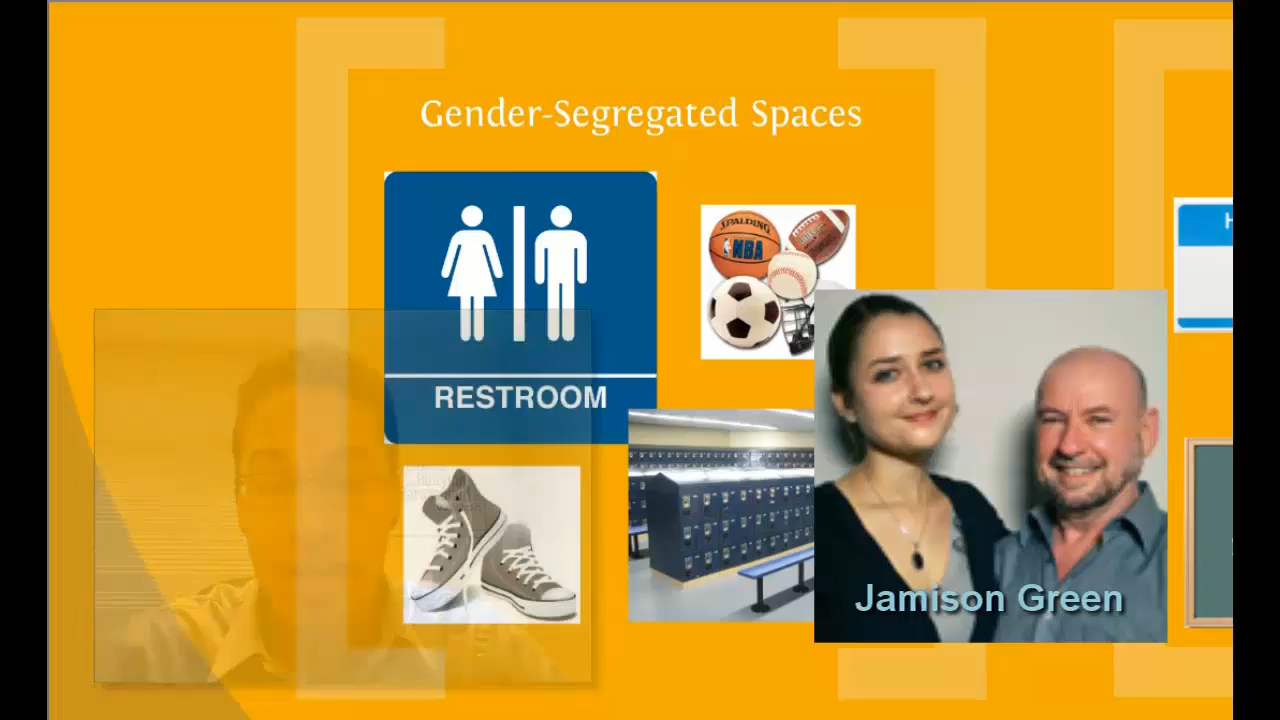 Gender-Segregated Spaces
SPALDING
NBA
H
RESTROOM
Jamison Green